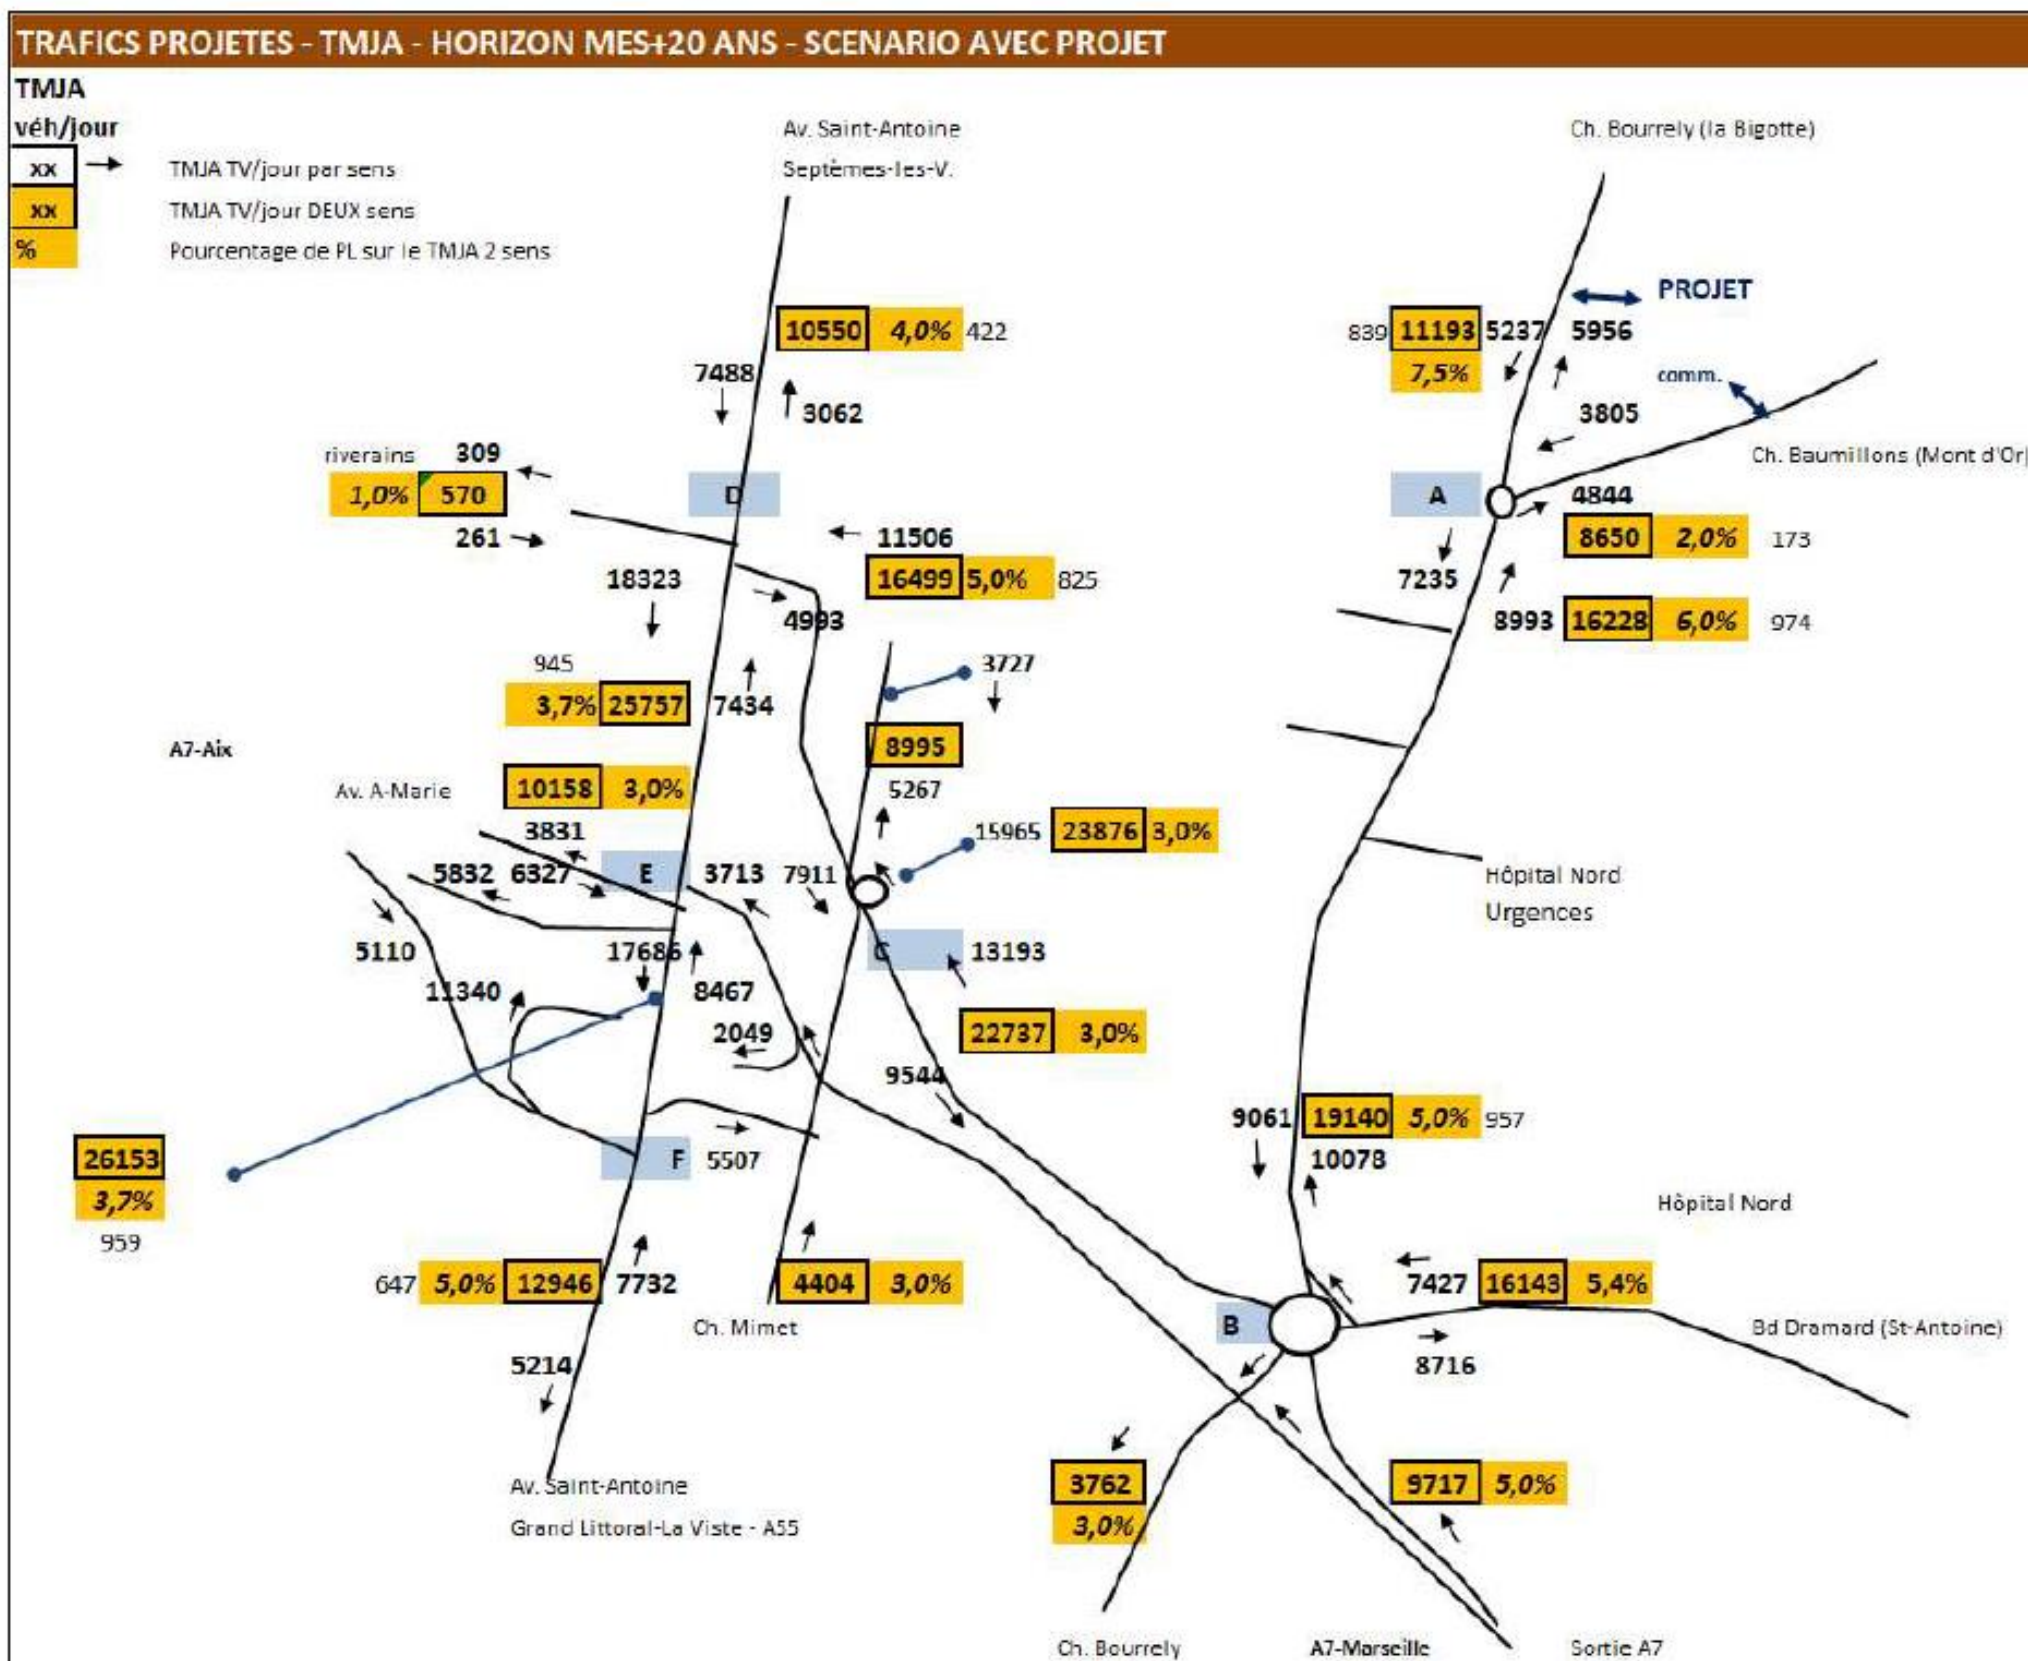 TRAFICS PROJETES - TMJA - HORIZON MES+20 ANS - SCENARIO AVEC PROJET
TMJA
véh/jour
xx TMJA TV/jour par sens
xx TMJA TV/jour DEUX sens
% Pourcentage de PL sur le TMJA 2 sens
Av. Saint-Antoine
Septèmes-les-V.
Ch. Bourrely (la Bigotte)
PROJET
10550 4,0% 422
839 11193 5237 5956
7,5%
7488
3062
comm.
3805
riverains 309
Ch. Baumillons (Mont d'Or)
1,0% 570
D
A
4844
261
11506
8650 2,0% 173
18323
16499 5,0% 825
7235
4993
8993 16228 6,0% 974
945
3727
3,7% 25757 7434
A7-Aix
8995
Av. A-Marie
10158 3,0%
5267
3831
15965 23876 3,0%
5832 6327 E 3713 7911
Hôpital Nord
Urgences
5110
17686
C 13193
11340
8467
2049
22737 3,0%
9544
9061 19140 5,0% 957
26153
F 5507
10078
3,7%
Hôpital Nord
959
647 5,0% 12946 7732
4404 3,0%
7427 16143 5,4%
Ch. Mimet
B
Bd Dramard (St-Antoine)
5214
8716
Av. Saint-Antoine
3762
9717 5,0%
Grand Littoral-La Viste - A55
3,0%
Ch. Bourrely
A7-Marseille
Sortie A7